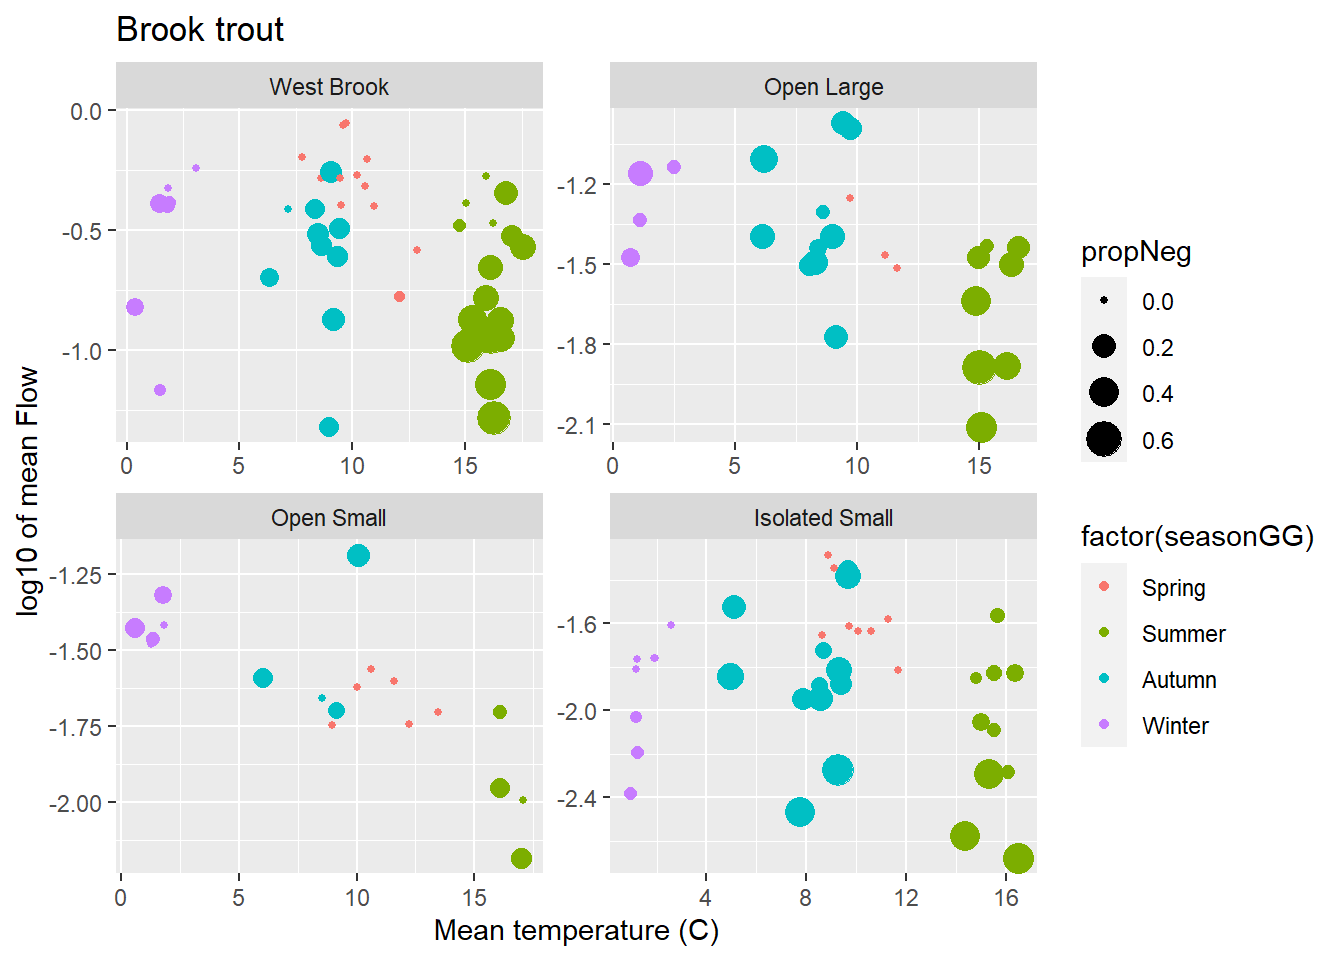 Brook trout
West Brook
Open Large
0.0
-0.5
-1.0
-1.2
-1.5
-1.8
-2.1
0 5 10 15
0 5 10 15
Open Small
Isolated Small
-1.25
-1.50
-1.75
-2.00
-1.6
-2.0
-2.4
0 5 10 15
4 8 12 16
Mean temperature (C)
log10 of mean Flow
propNeg
0.0
0.2
0.4
0.6
factor(seasonGG)
Spring
Summer
Autumn
Winter